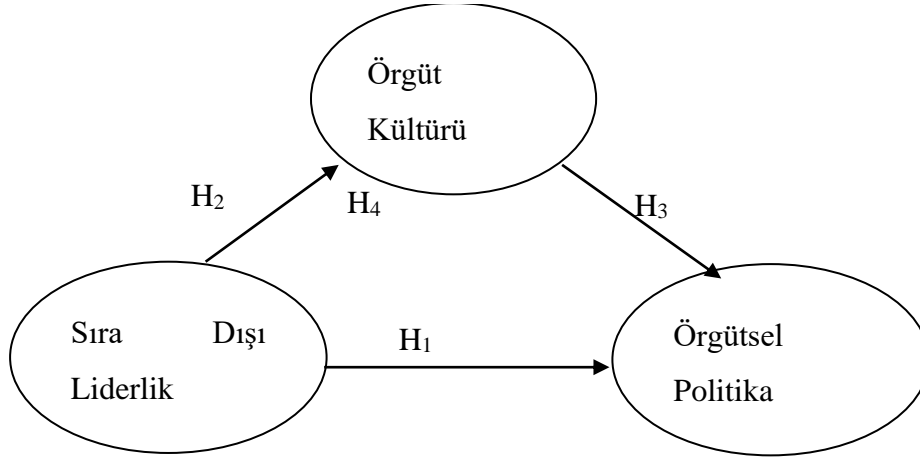 Örgüt
Kültürü
H2
H4
H3
Sıra Dışı
Liderlik
H1
Örgütsel
Politika